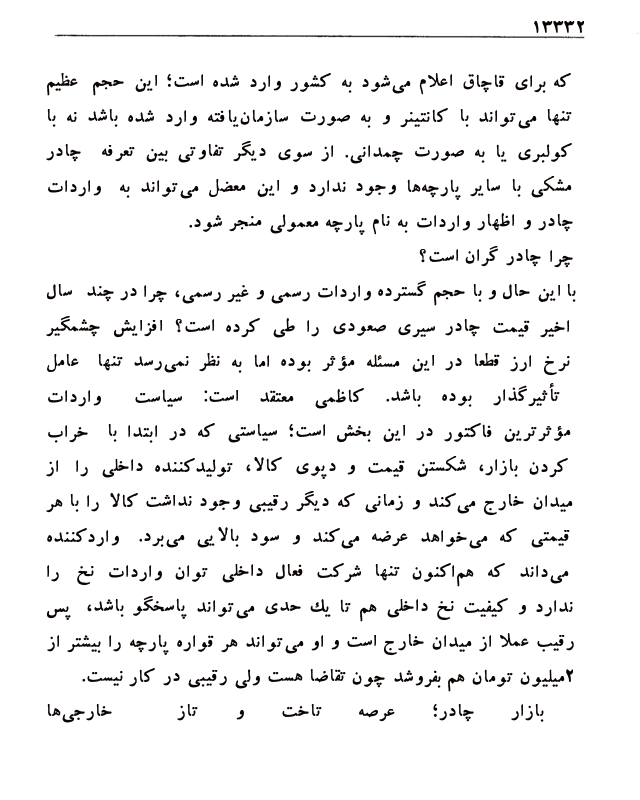 ۱۳۳۳۲
که برای قاچاق اعلام می‌شود به کشور وارد شده است؛ این حجم عظیم
تنها می‌تواند با کانتینر و به صورت سازمان‌یافته وارد شده باشد نه با
کولبری یا به صورت چمدانی. از سوی دیگر تفاوتی بین تعرفه چادر
مشکی با سایر پارچه‌ها وجود ندارد و این معضل می‌تواند به واردات
چادر و اظهار واردات به نام پارچه معمولی منجر شود.
چرا چادر گران است؟
با این حال و با حجم گسترده واردات رسمی و غیر رسمی، چرا در چند سال
اخیر قیمت چادر سیری صعودی را طی کرده است؟ افزایش چشمگیر
نرخ ارز قطعا در این مسئله مؤثر بوده اما به نظر نمی‌رسد تنها عامل
تأثیرگذار بوده باشد. کاظمی معتقد است: سیاست واردات
مؤثرترین فاکتور در این بخش است؛ سیاستی که در ابتدا با خراب
کردن بازار، شکستن قیمت و دپوی کالا، تولیدکننده داخلی را از
میدان خارج می‌کند و زمانی که دیگر رقیبی وجود نداشت کالا را با هر
قیمتی که می‌خواهد عرضه می‌کند و سود بالایی می‌برد. واردکننده
می‌داند که هم‌اکنون تنها شرکت فعال داخلی توان واردات نخ را
ندارد و کیفیت نخ داخلی هم تا یك حدی می‌تواند پاسخگو باشد، پس
رقیب عملا از میدان خارج است و او می‌تواند هر قواره پارچه را بیشتر از
۲میلیون تومان هم بفروشد چون تقاضا هست ولی رقیبی در کار نیست.
بازار چادر؛ عرصه تاخت و تاز خارجی‌ها